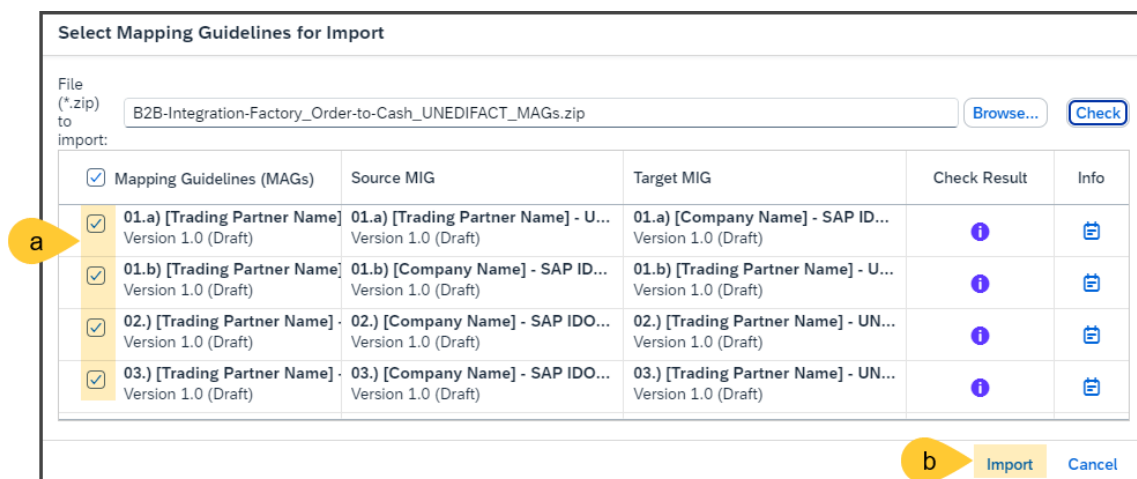 Select Mapping Guidelines for Import
File
(*.zip)
to
import:
B2B-Integration-Factory_Order-to-Cash_UNEDIFACT_MAGs.zip
Browse...
Check
Mapping Guidelines (MAGs) Source MIG Target MIG Check Result Info
01.a) [Trading Partner Name] 01.a) [Trading Partner Name] - U... 01.a) [Company Name] - SAP ID...
Version 1.0 (Draft) Version 1.0 (Draft) Version 1.0 (Draft)
a
01.b) [Trading Partner Name] 01.b) [Company Name] - SAP ID... 01.b) [Trading Partner Name] - U...
Version 1.0 (Draft) Version 1.0 (Draft) Version 1.0 (Draft)
02.) [Trading Partner Name] - 02.) [Company Name] - SAP IDO... 02.) [Trading Partner Name] - UN...
Version 1.0 (Draft) Version 1.0 (Draft) Version 1.0 (Draft)
03.) [Trading Partner Name] - 03.) [Company Name] - SAP IDO... 03.) [Trading Partner Name] - UN...
Version 1.0 (Draft) Version 1.0 (Draft) Version 1.0 (Draft)
b Import Cancel